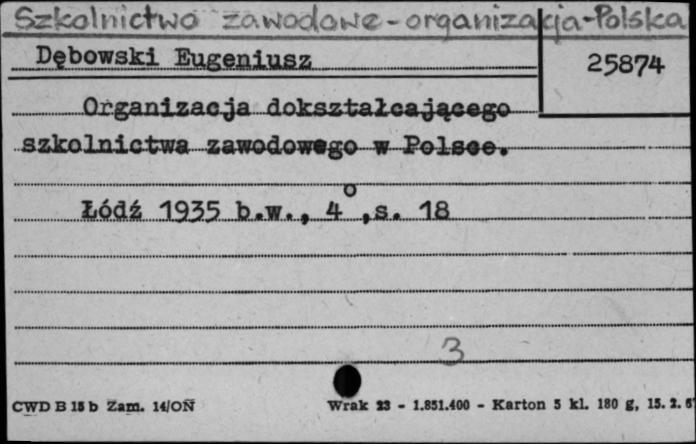 Szkolnictwo zawodowe-organizacja-Polska
Dębowski Eugeniusz
25874
Organizacja dokształcającego
szkolnictwa zawodowego w Polsce.
Łódź 1935 b.w., 4°, s. 18
3
CWD B 15 b Zam. 14/ON Wrak 23 - 1.851.400 - Karton 5 kl. 180 g, 15. 2. 6